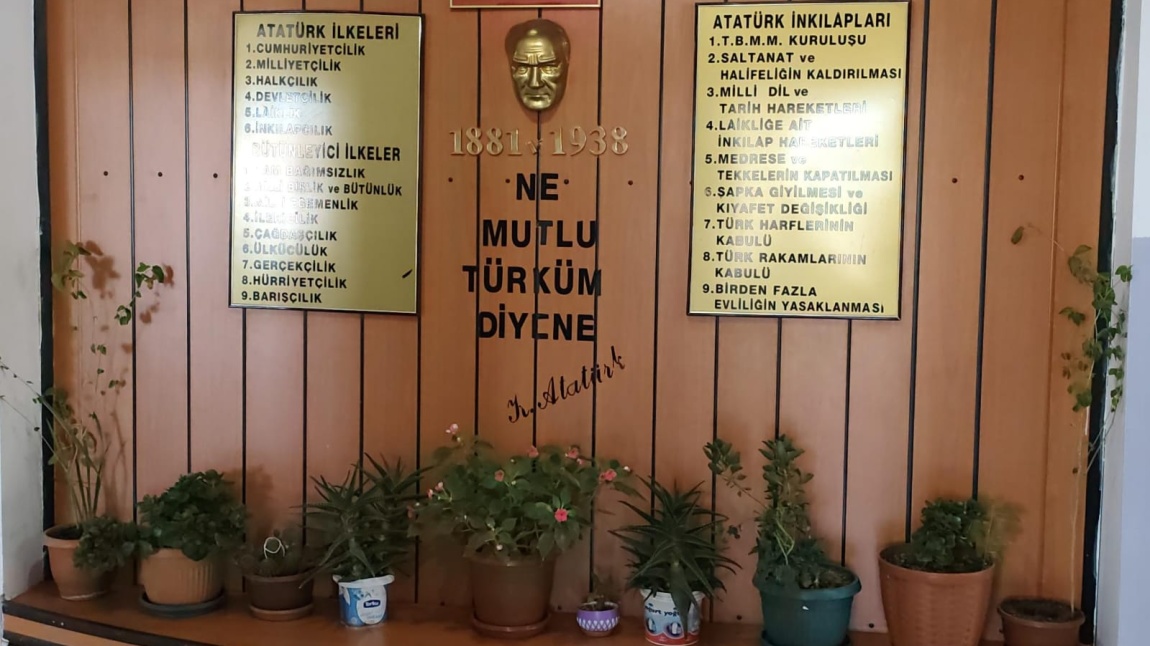 ATATÜRK İLKELERİ
1.CUMHURİYETCİLİK
2.MİLLİYETÇİLİK
3.HALKÇILIK
4.DEVLETÇİLİK
5.LAİKLİK
6.İNKILAPÇILIK
BÜTÜNLEYİCİ İLKELER
BAĞIMSIZLIK
BİRLİK ve BÜTÜNLÜK
EGEMENLİK
4.İLERİCİLİK
5.ÇAĞDAŞÇILIK
6.ÜLKÜCÜLÜK
7.GERÇEKÇİLİK
8.HÜRRİYETÇİLİK
9.BARIŞCILIK
1881 1938
NE
MUTLU
TÜRKÜM
DİYENE
K. Atatürk
ATATÜRK İNKILAPLARI
1.T.B.M.M. KURULUŞU
2.SALTANAT ve
HALİFELİĞİN KALDIRILMASI
3.MİLLİ DİL ve
TARİH HAREKETLERİ
4.LAİKLİĞE AİT
İNKILAP HAREKETLERİ
5.MEDRESE ve
TEKKELERİN KAPATILMASI
6.ŞAPKA GİYİLMESİ ve
KIYAFET DEĞİŞİKLİĞİ
7.TÜRK HARFLERİNİN
KABULÜ
8.TÜRK RAKAMLARININ
KABULÜ
9.BİRDEN FAZLA
EVLİLİĞİN YASAKLANMASI